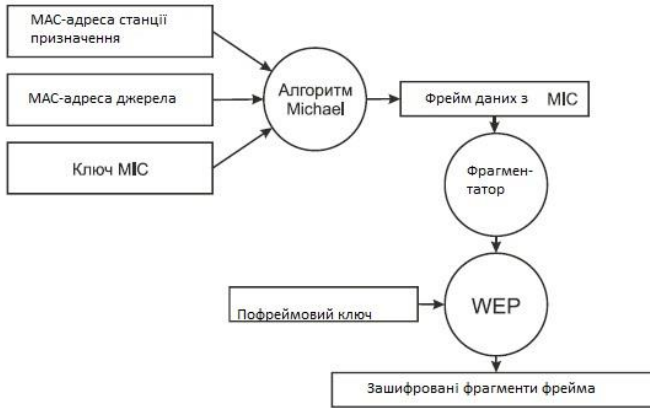 МАС-адреса станції
призначення
МАС-адреса джерела
Ключ MIC
Алгоритм
Michael
Фрейм даних з MIC
Фрагмен-
татор
WEP
Пофреймовий ключ
Зашифровані фрагменти фрейма